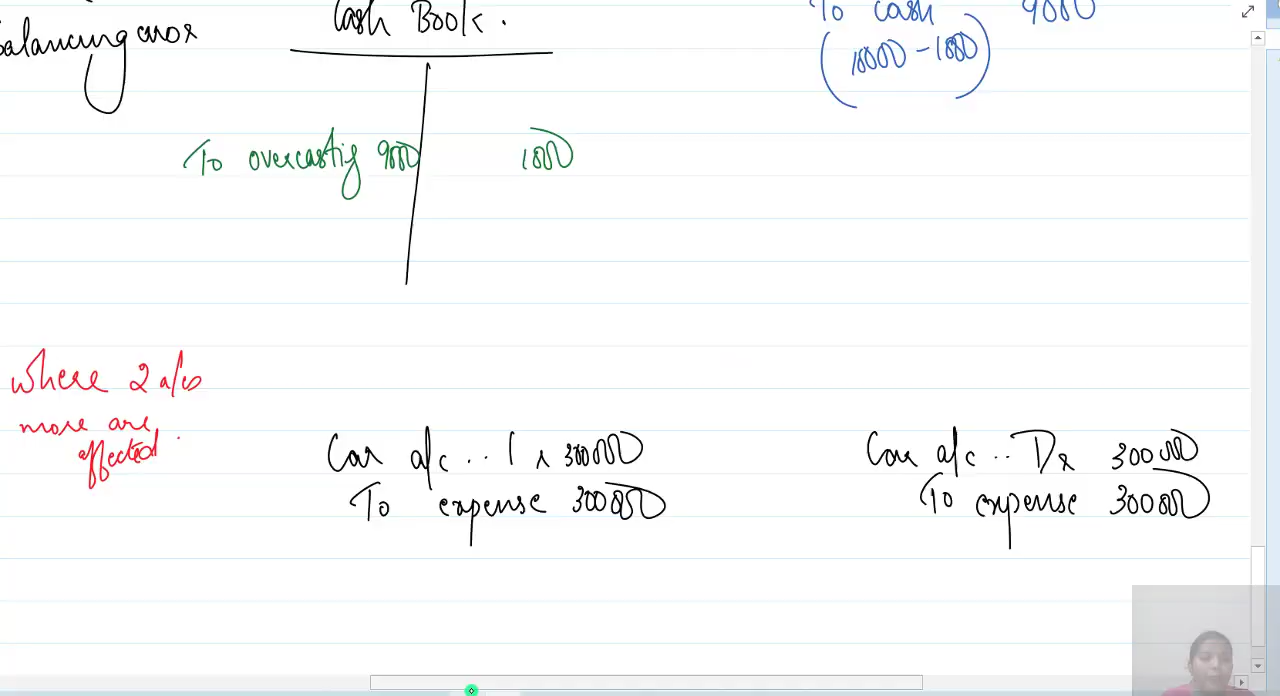 balancing error
Cash Book.
To cash 9000
(10000 - 1000)
To overcasting 9000
1000
where 2 a/cs
more are
affected
Car a/c .. Dr 300000
To expense 300000
Car a/c .. Dr 300000
To expense 300000